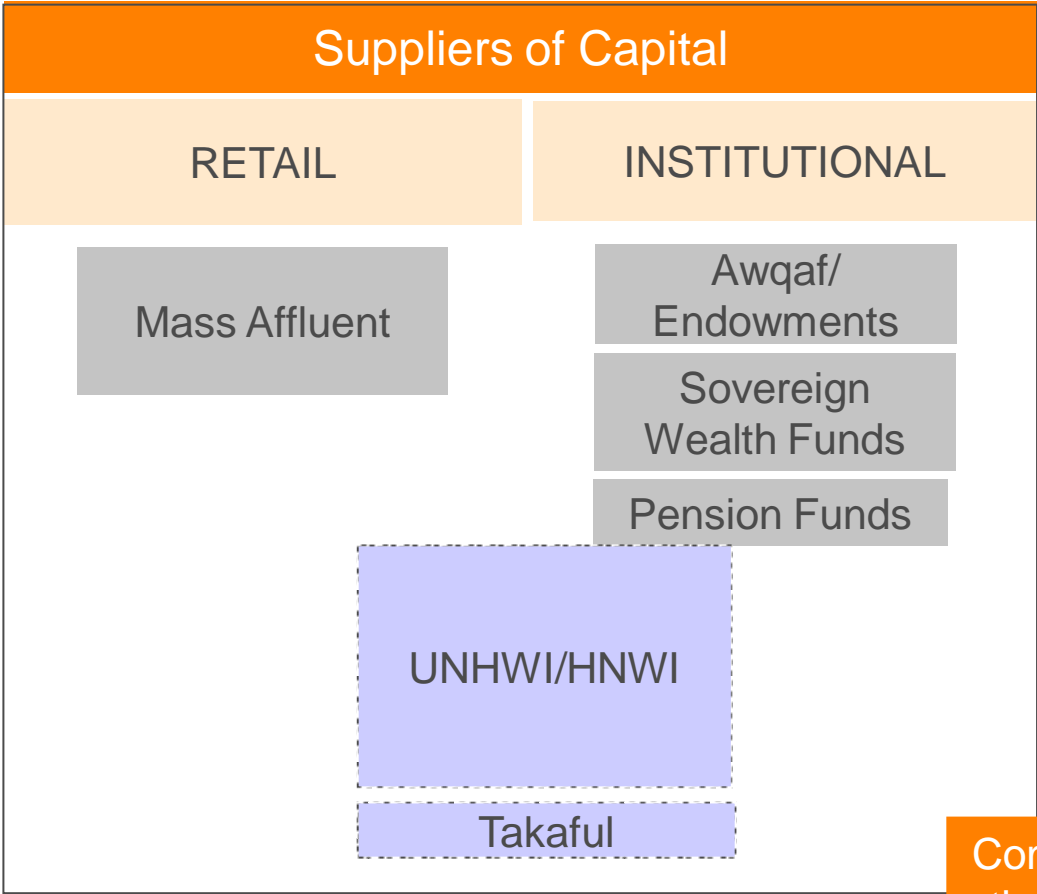 Suppliers of Capital
RETAIL
INSTITUTIONAL
Mass Affluent
Awqaf/
Endowments
Sovereign
Wealth Funds
Pension Funds
UNHWI/HNWI
Takaful